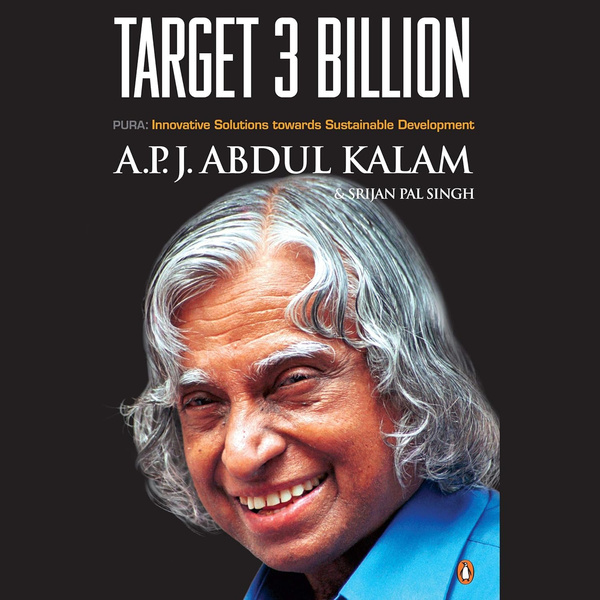 TARGET 3 BILLION
PURA: Innovative Solutions towards Sustainable Development
A.P.J. ABDUL KALAM
& SRIJAN PAL SINGH